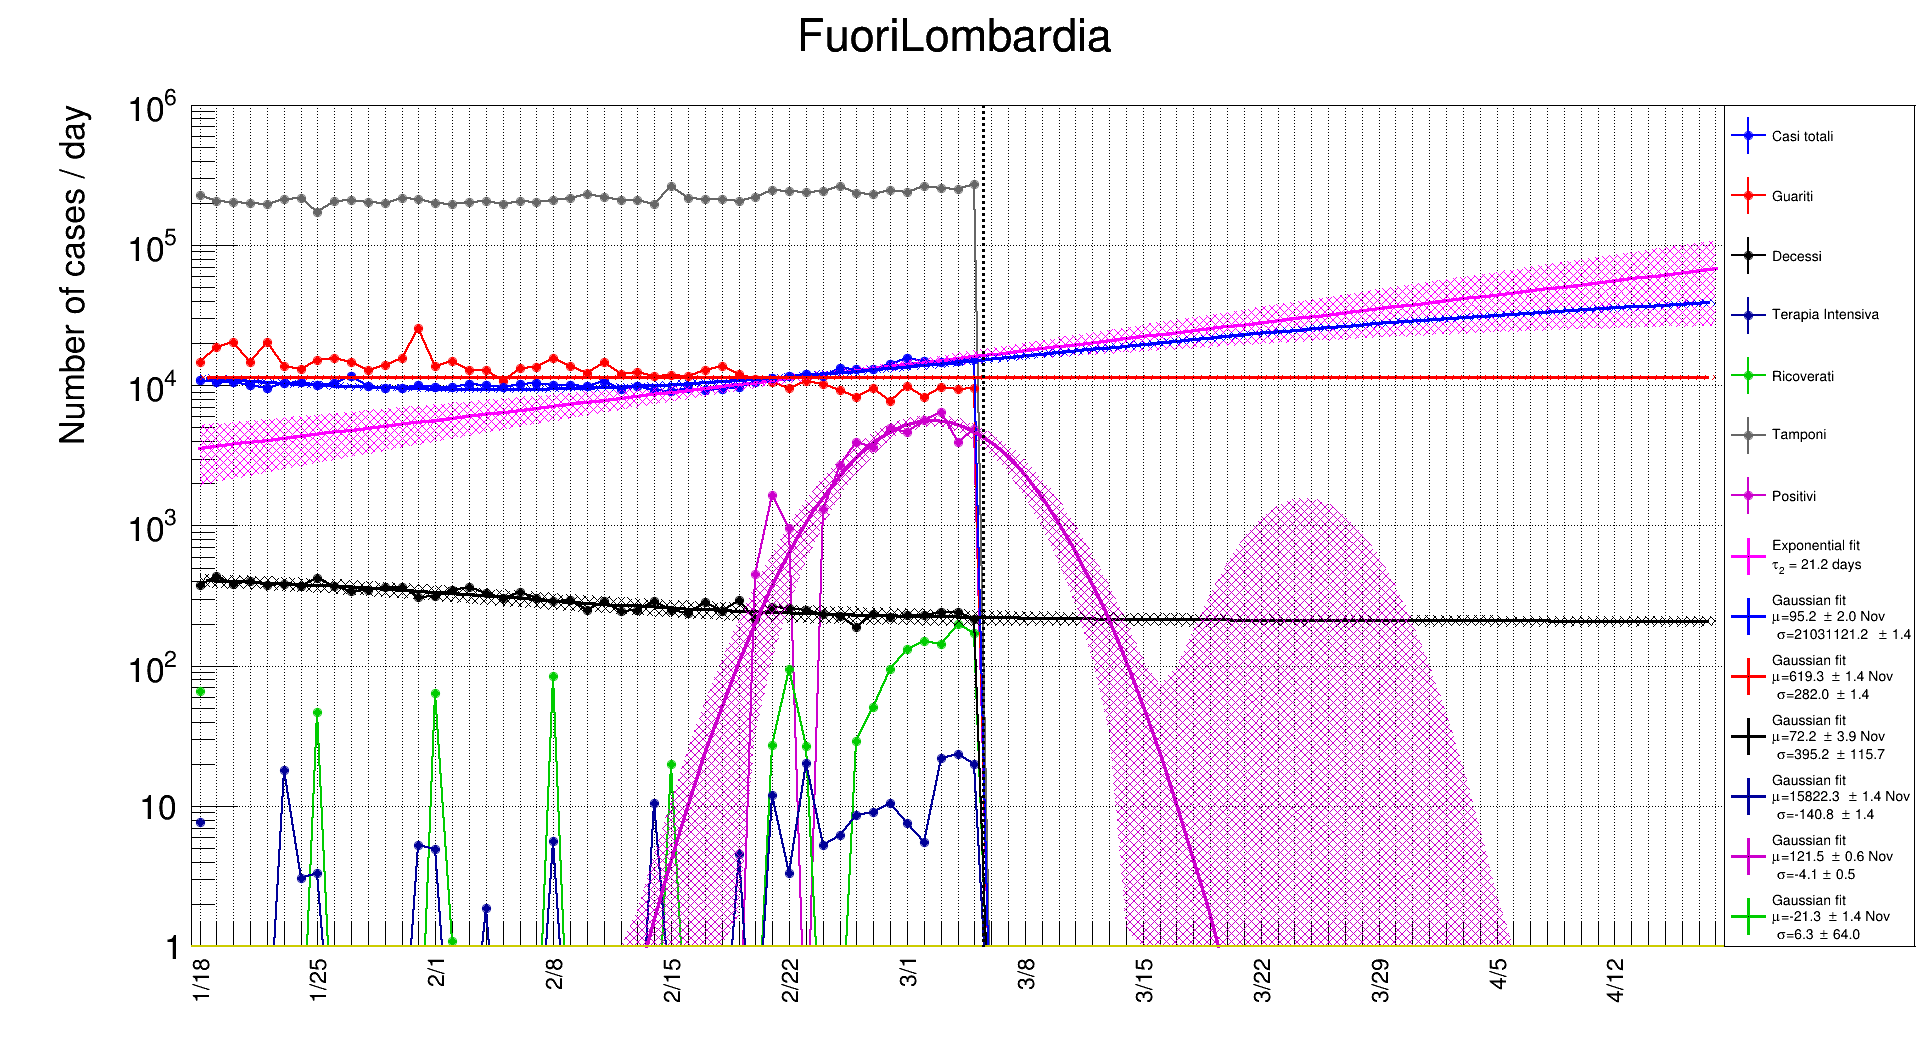 FuoriLombardia
Number of cases / day
10^6
10^5
10^4
10^3
10^2
10
1
1/18
1/25
2/1
2/8
2/15
2/22
3/1
3/8
3/15
3/22
3/29
4/5
4/12
Casi totali
Guariti
Decessi
Terapia Intensiva
Ricoverati
Tamponi
Positivi
Exponential fit
τ₂ = 21.2 days
Gaussian fit
μ=95.2 ± 2.0 Nov
σ=21031121.2 ± 1.4
Gaussian fit
μ=619.3 ± 1.4 Nov
σ=282.0 ± 1.4
Gaussian fit
μ=72.2 ± 3.9 Nov
σ=395.2 ± 115.7
Gaussian fit
μ=15822.3 ± 1.4 Nov
σ=-140.8 ± 1.4
Gaussian fit
μ=121.5 ± 0.6 Nov
σ=-4.1 ± 0.5
Gaussian fit
μ=-21.3 ± 1.4 Nov
σ=6.3 ± 64.0